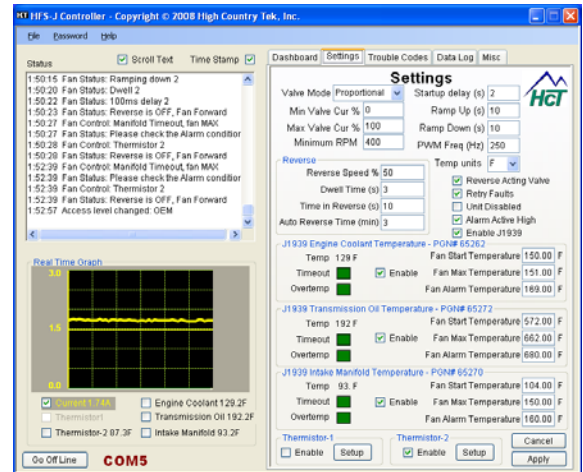 HFS-J Controller - Copyright © 2008 High Country Tek, Inc.
File Password Help
Status Scroll Text Time Stamp
1:50:15 Fan Status: Ramping down 2
1:50:20 Fan Status: Dwell 2
1:50:22 Fan Status: 100ms delay 2
1:50:23 Fan Status: Reverse is OFF, Fan Forward
1:50:27 Fan Control: Manifold Timeout, fan MAX
1:50:27 Fan Status: Please check the Alarm condition
1:50:28 Fan Control: Thermistor 2
1:50:28 Fan Status: Reverse is OFF, Fan Forward
1:52:39 Fan Control: Manifold Timeout, fan MAX
1:52:39 Fan Status: Please check the Alarm condition
1:52:39 Fan Control: Thermistor 2
1:52:39 Fan Status: Reverse is OFF, Fan Forward
1:52:57 Access level changed: OEM
Real Time Graph
3.0
1.5
0.0
Current 1.74A Engine Coolant 129.2F
Thermistor1 Transmission Oil 192.2F
Thermistor-2 87.3F Intake Manifold 93.2F
Go Off Line COM5
Dashboard Settings Trouble Codes Data Log Misc
Settings
HCT
Valve Mode Proportional Startup delay (s) 2
Min Valve Cur % 0 Ramp Up (s) 10
Max Valve Cur % 100 Ramp Down (s) 10
Minimum RPM 400 PWM Freq (Hz) 250
Reverse Temp units F
Reverse Speed % 50 Reverse Acting Valve
Dwell Time (s) 3 Retry Faults
Time in Reverse (s) 10 Unit Disabled
Auto Reverse Time (min) 3 Alarm Active High
Enable J1939
J1939 Engine Coolant Temperature - PGN# 65262
Temp 129 F Fan Start Temperature 150.00 F
Timeout Enable Fan Max Temperature 151.00 F
Overtemp Fan Alarm Temperature 169.00 F
J1939 Transmission Oil Temperature - PGN# 65272
Temp 192 F Fan Start Temperature 572.00 F
Timeout Enable Fan Max Temperature 662.00 F
Overtemp Fan Alarm Temperature 680.00 F
J1939 Intake Manifold Temperature - PGN# 65270
Temp 93. F Fan Start Temperature 104.00 F
Timeout Enable Fan Max Temperature 150.00 F
Overtemp Fan Alarm Temperature 160.00 F
Thermistor-1 Thermistor-2 Cancel
Enable Setup Enable Setup Apply